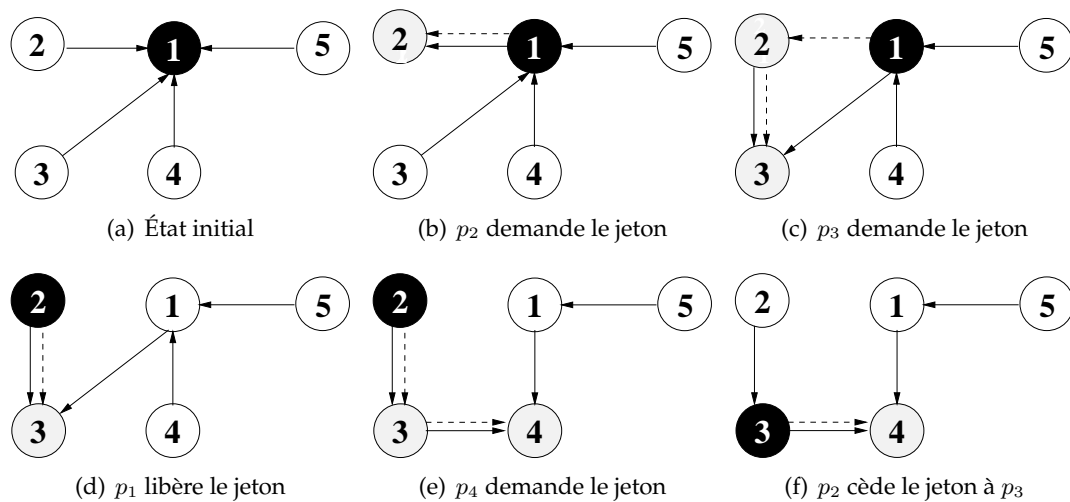 2 1 5
3 4
(a) État initial
2 1 5
3 4
(b) p₂ demande le jeton
2 1 5
3 4
(c) p₃ demande le jeton
2 1 5
3 4
(d) p₁ libère le jeton
2 1 5
3 4
(e) p₄ demande le jeton
2 1 5
3 4
(f) p₂ cède le jeton à p₃